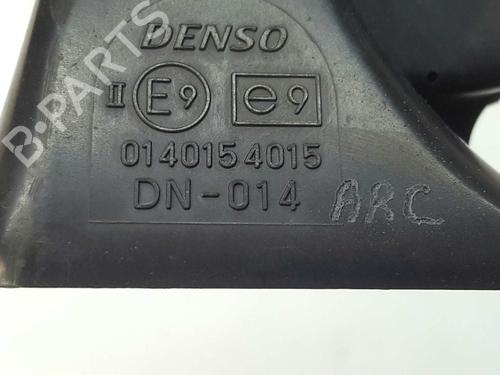 DENSO
II E9 e9
0140154015
DN-014 ARC
B-PARTS